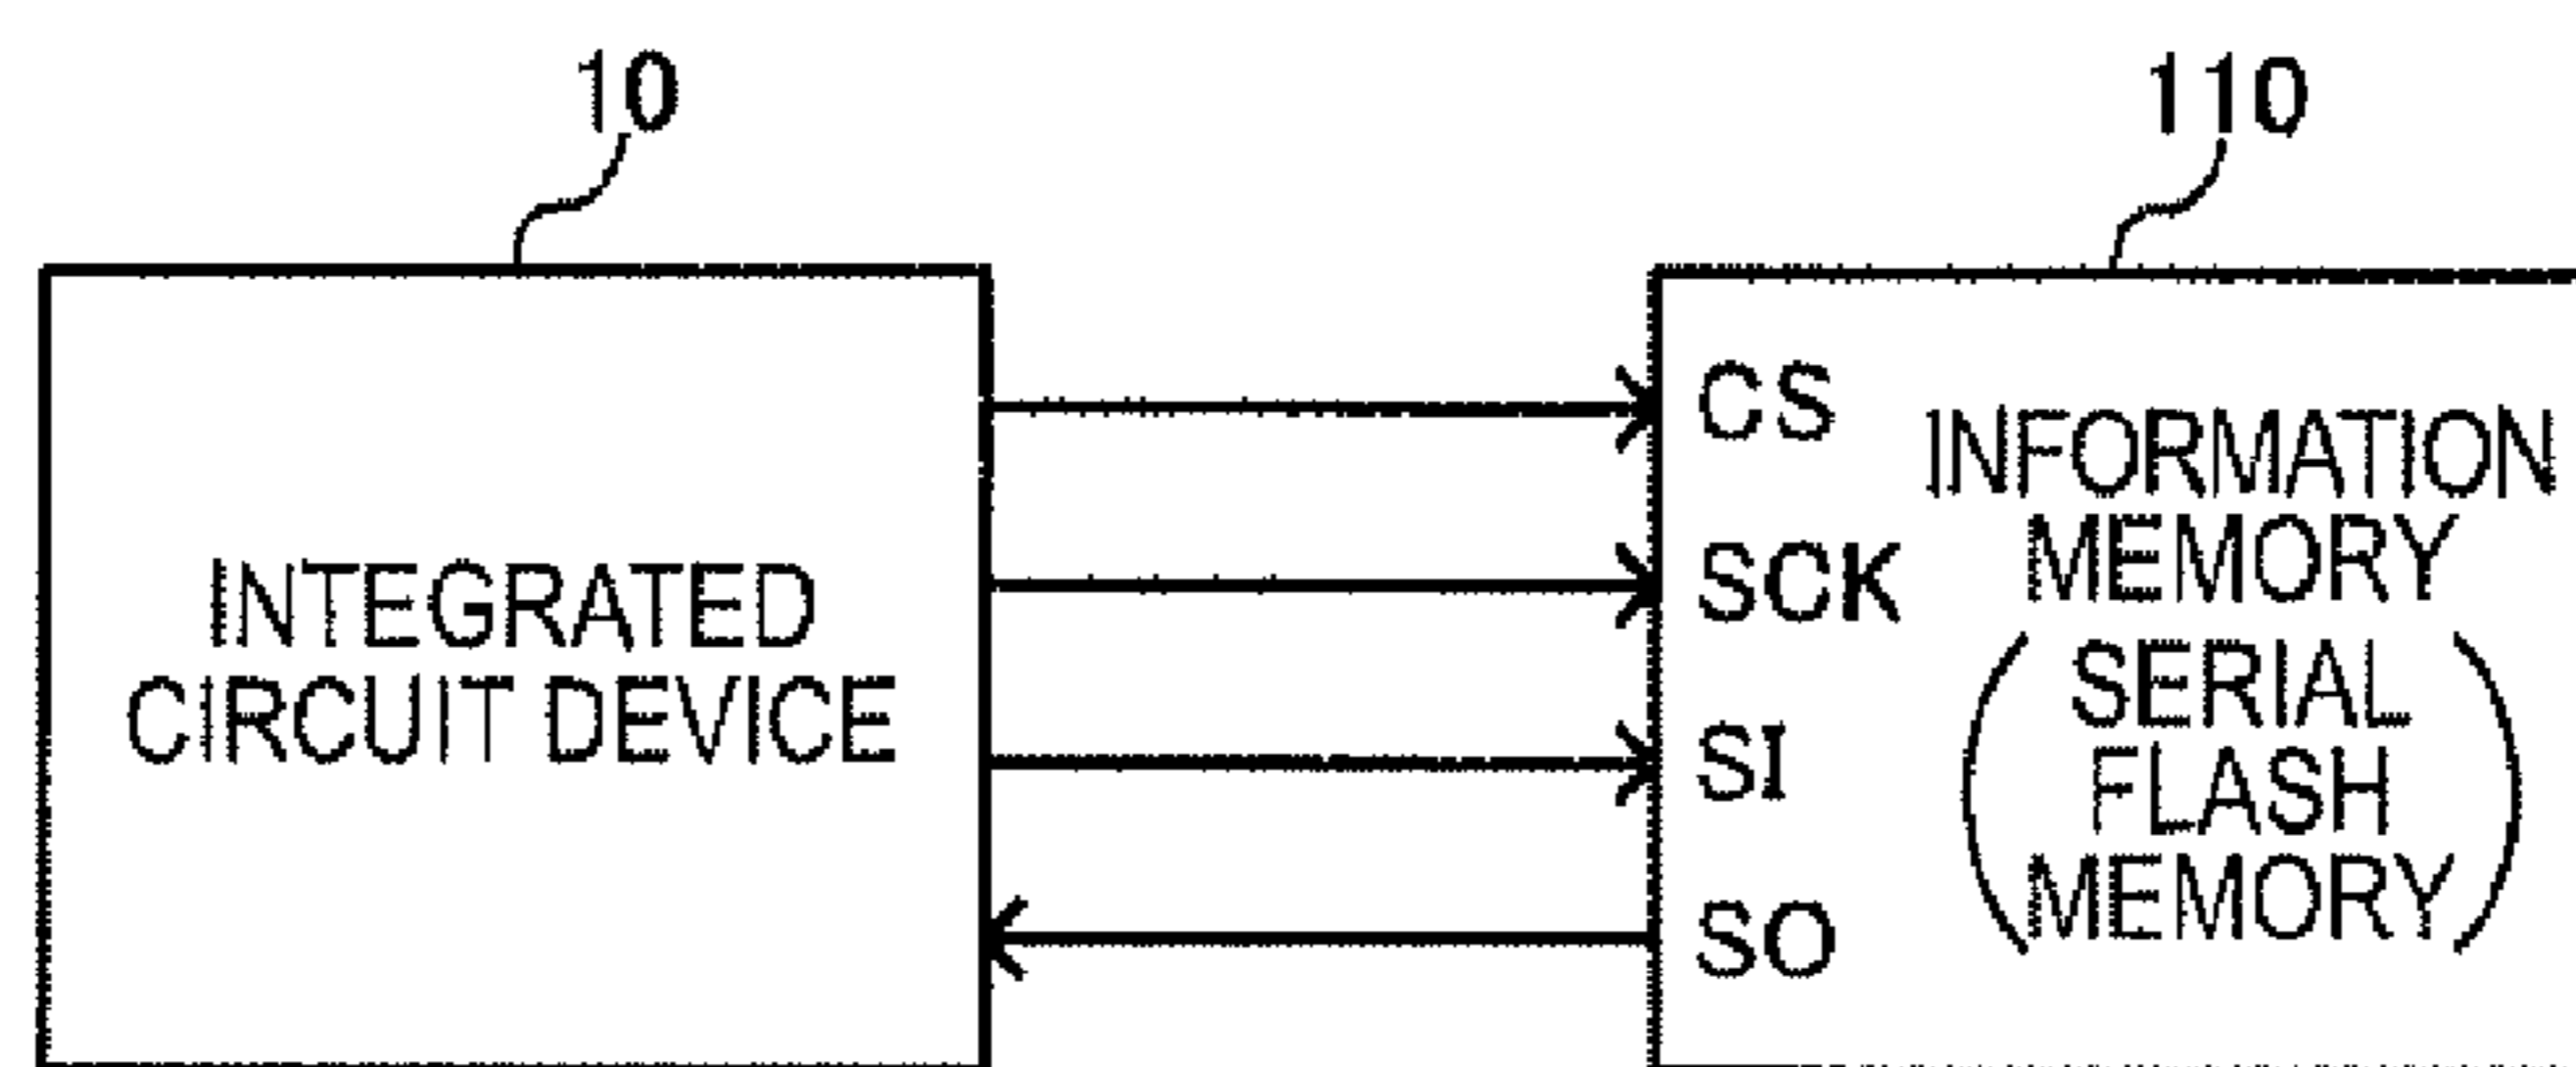 10
110
INTEGRATED
CIRCUIT DEVICE
CS
SCK
SI
SO
INFORMATION
MEMORY
(SERIAL
FLASH
MEMORY)